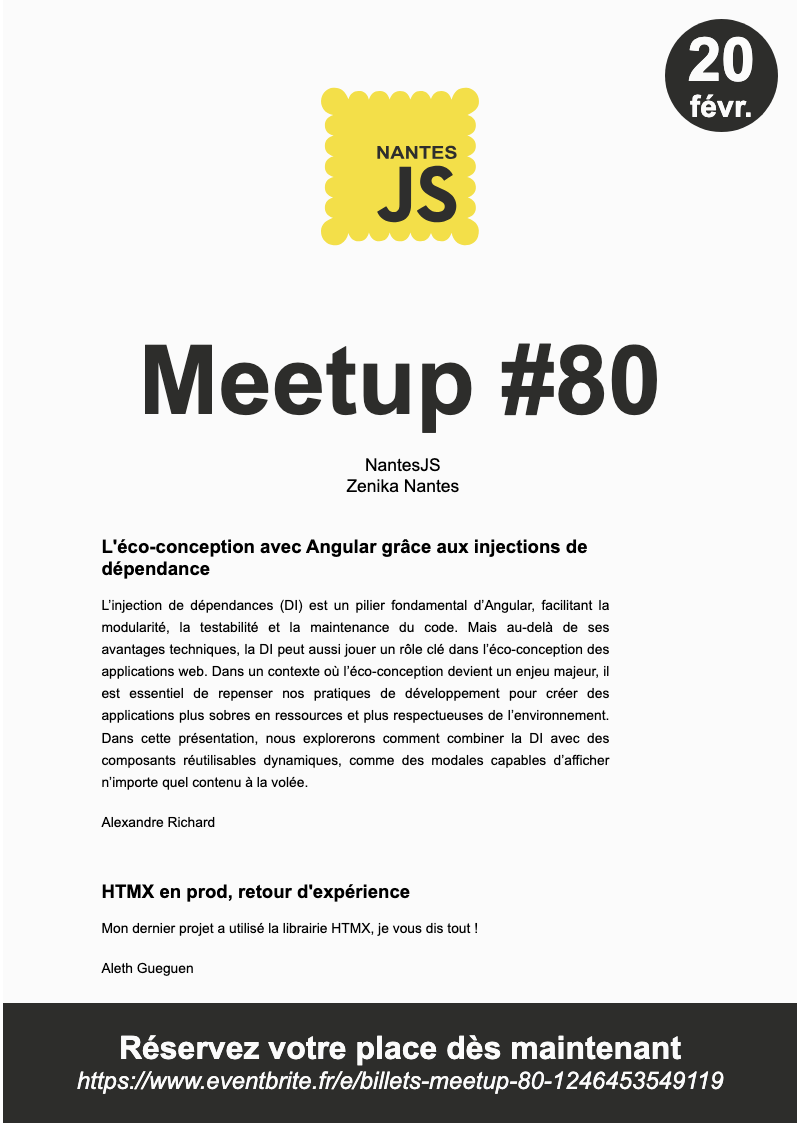 20
févr.
NANTES
JS
Meetup #80
NantesJS
Zenika Nantes
L'éco-conception avec Angular grâce aux injections de
dépendance
L’injection de dépendances (DI) est un pilier fondamental d’Angular, facilitant la
modularité, la testabilité et la maintenance du code. Mais au-delà de ses
avantages techniques, la DI peut aussi jouer un rôle clé dans l’éco-conception des
applications web. Dans un contexte où l’éco-conception devient un enjeu majeur, il
est essentiel de repenser nos pratiques de développement pour créer des
applications plus sobres en ressources et plus respectueuses de l’environnement.
Dans cette présentation, nous explorerons comment combiner la DI avec des
composants réutilisables dynamiques, comme des modales capables d’afficher
n’importe quel contenu à la volée.
Alexandre Richard
HTMX en prod, retour d'expérience
Mon dernier projet a utilisé la librairie HTMX, je vous dis tout !
Aleth Gueguen
Réservez votre place dès maintenant
https://www.eventbrite.fr/e/billets-meetup-80-1246453549119